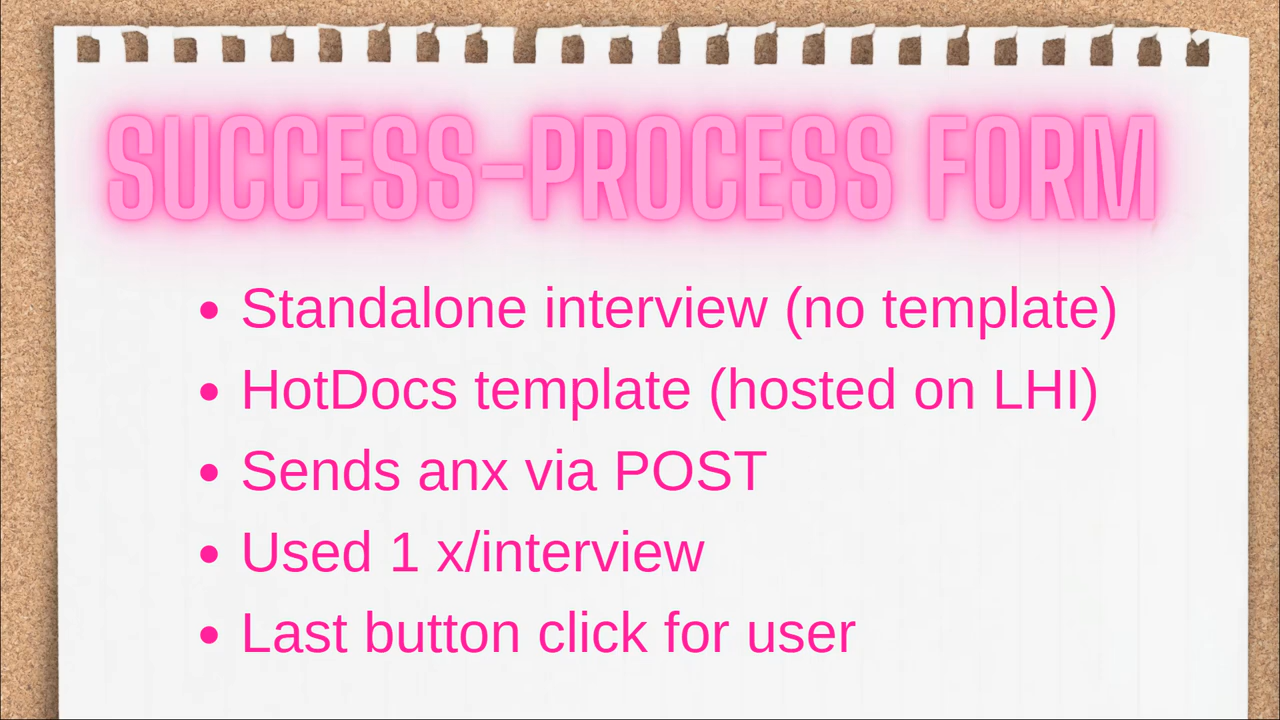 SUCCESS-PROCESS FORM
• Standalone interview (no template)
• HotDocs template (hosted on LHI)
• Sends anx via POST
• Used 1 x/interview
• Last button click for user